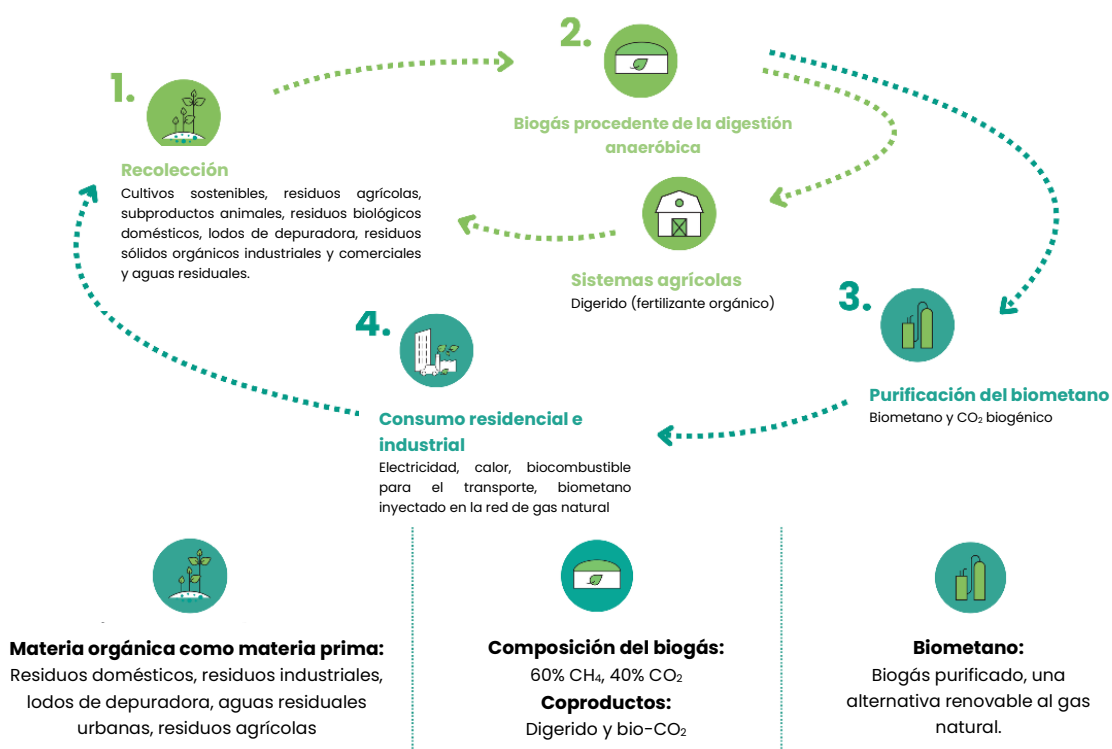 1.
Recolección
Cultivos sostenibles, residuos agrícolas,
subproductos animales, residuos biológicos
domésticos, lodos de depuradora, residuos
sólidos orgánicos industriales y comerciales
y aguas residuales.
2.
Biogás procedente de la digestión
anaeróbica
Sistemas agrícolas
Digerido (fertilizante orgánico)
3.
Purificación del biometano
Biometano y CO₂ biogénico
4.
Consumo residencial e
industrial
Electricidad, calor, biocombustible
para el transporte, biometano
inyectado en la red de gas natural
Materia orgánica como materia prima:
Residuos domésticos, residuos industriales,
lodos de depuradora, aguas residuales
urbanas, residuos agrícolas
Composición del biogás:
60% CH₄, 40% CO₂
Coproductos:
Digerido y bio-CO₂
Biometano:
Biogás purificado, una
alternativa renovable al gas
natural.